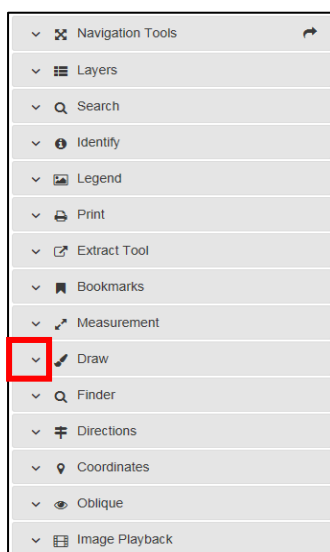 Navigation Tools
Layers
Search
Identify
Legend
Print
Extract Tool
Bookmarks
Measurement
Draw
Finder
Directions
Coordinates
Oblique
Image Playback